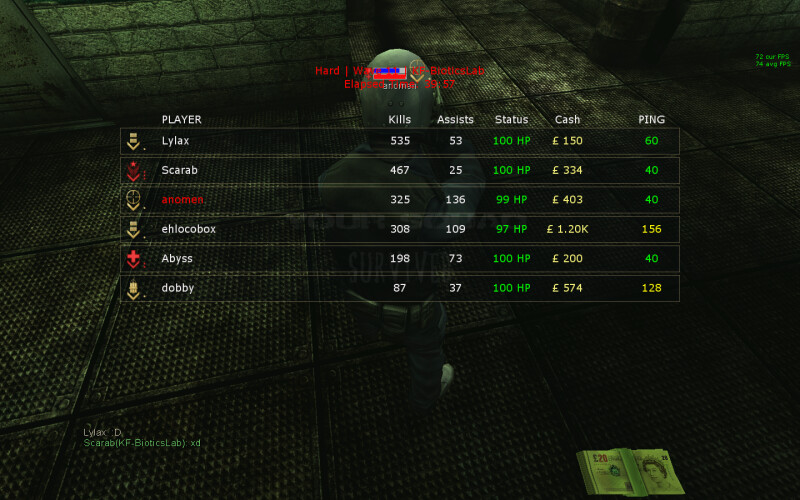 72 cur FPS
74 avg FPS
Hard | KF-BioticsLab
anomen
PLAYER Kills Assists Status Cash PING
Lylax 535 53 100 HP £ 150 60
Scarab 467 25 100 HP £ 334 40
anomen 325 136 99 HP £ 403 40
ehlocobox 308 109 97 HP £ 1.20K 156
Abyss 198 73 100 HP £ 200 40
dobby 87 37 100 HP £ 574 128
SURVIVE
Lylax: :D
Scarab(KF-BioticsLab): xd
£20